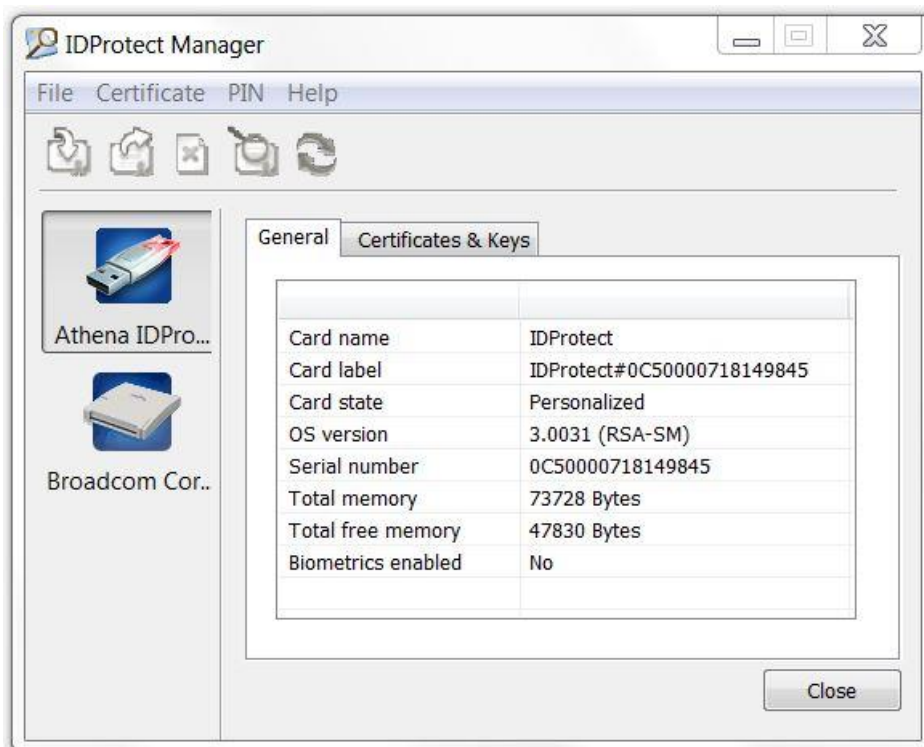 IDProtect Manager
File Certificate PIN Help
Athena IDPro...
Broadcom Cor..
General Certificates & Keys
Card name IDProtect
Card label IDProtect#0C50000718149845
Card state Personalized
OS version 3.0031 (RSA-SM)
Serial number 0C50000718149845
Total memory 73728 Bytes
Total free memory 47830 Bytes
Biometrics enabled No
Close